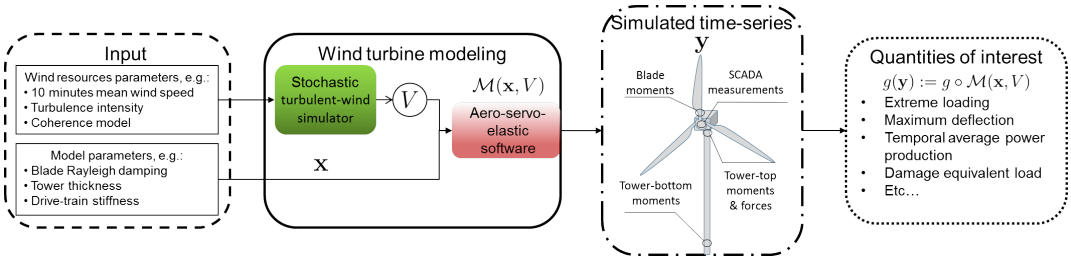 Input
Wind resources parameters, e.g.:
• 10 minutes mean wind speed
• Turbulence intensity
• Coherence model
Model parameters, e.g.:
• Blade Rayleigh damping
• Tower thickness
• Drive-train stiffness
Wind turbine modeling
Stochastic
turbulent-wind
simulator
V
M(x, V)
Aero-servo-
elastic
software
x
Simulated time-series
y
Blade
moments
SCADA
measurements
Tower-bottom
moments
Tower-top
moments
& forces
Quantities of interest
g(y) := g ∘ M(x, V)
• Extreme loading
• Maximum deflection
• Temporal average power
production
• Damage equivalent load
• Etc…